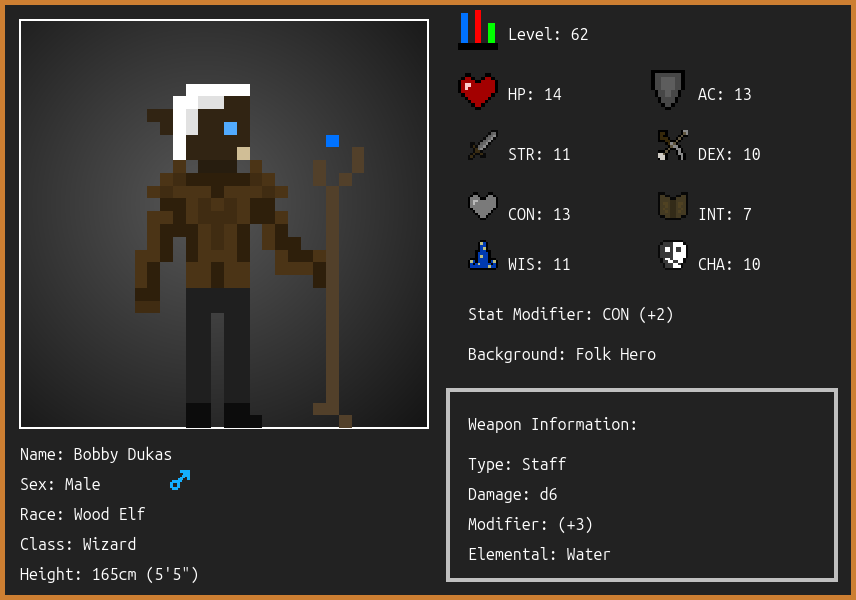 Level: 62
HP: 14
AC: 13
STR: 11
DEX: 10
CON: 13
INT: 7
WIS: 11
CHA: 10
Stat Modifier: CON (+2)
Background: Folk Hero
Weapon Information:
Type: Staff
Damage: d6
Modifier: (+3)
Elemental: Water
Name: Bobby Dukas
Sex: Male
Race: Wood Elf
Class: Wizard
Height: 165cm (5'5")